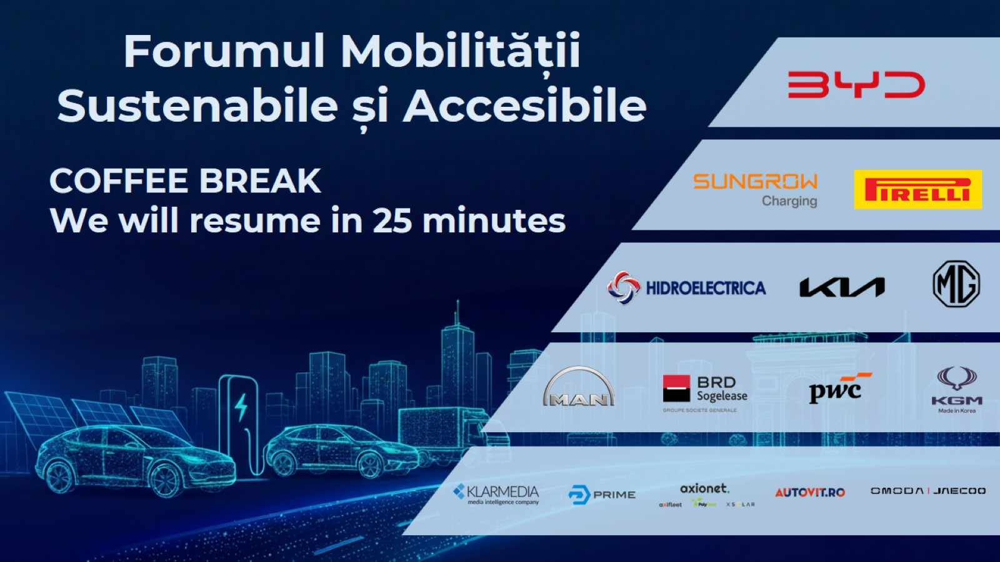 Forumul Mobilității
Sustenabile și Accesibile
COFFEE BREAK
We will resume in 25 minutes
BYD
SUNGROW
Charging
PIRELLI
HIDROELECTRICA
KIA
MG
MAN
BRD
Sogelease
GROUPE SOCIETE GENERALE
pwc
KGM
Made in Korea
KLARMEDIA
media intelligence company
PRIME
axionet.
axifleet
XSOLAR
AUTOVIT.RO
OMODA | JAECOO